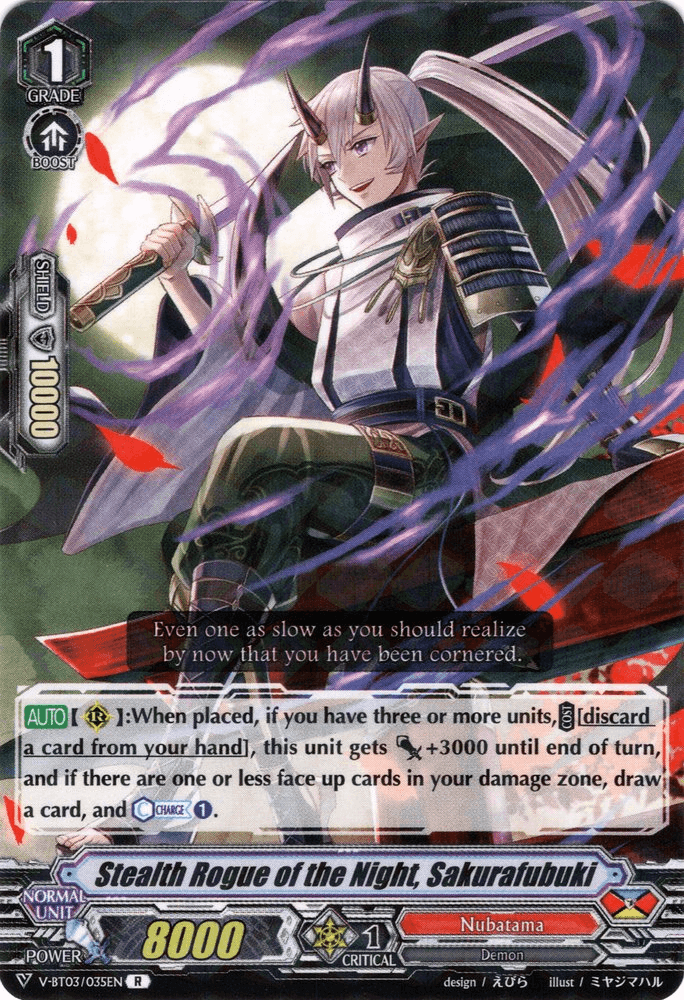 1
GRADE
BOOST
SHIELD
10000
Even one as slow as you should realize
by now that you have been cornered.
AUTO【 R 】:When placed, if you have three or more units, COST [discard
a card from your hand], this unit gets +3000 until end of turn,
and if there are one or less face up cards in your damage zone, draw
a card, and C CHARGE 1.
Stealth Rogue of the Night, Sakurafubuki
NORMAL
UNIT
Nubatama
POWER 8000
1
CRITICAL
Demon
V-BT03/035EN R
design / えびら illust / ミヤジマハル